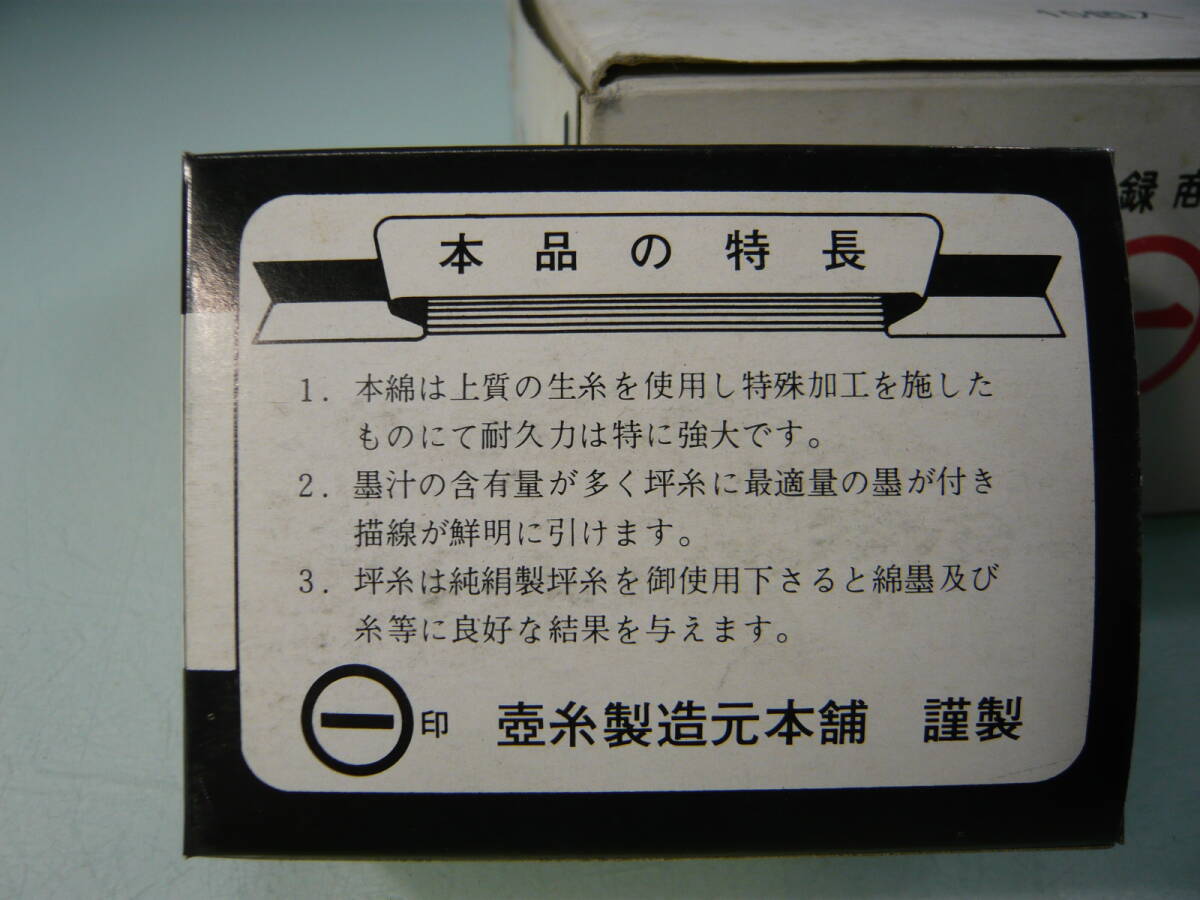 録商
本品の特長
1. 本綿は上質の生糸を使用し特殊加工を施した
ものにて耐久力は特に強大です。
2. 墨汁の含有量が多く坪糸に最適量の墨が付き
描線が鮮明に引けます。
3. 坪糸は純絹製坪糸を御使用下さると綿墨及び
糸等に良好な結果を与えます。
印 壺糸製造元本舗 謹製